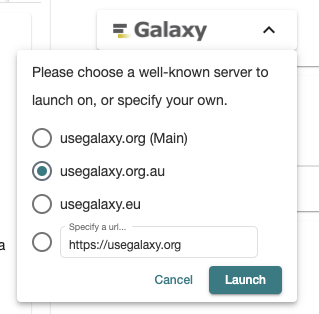 Galaxy
Please choose a well-known server to
launch on, or specify your own.
usegalaxy.org (Main)
usegalaxy.org.au
usegalaxy.eu
Specify a url...
https://usegalaxy.org
a
Cancel Launch